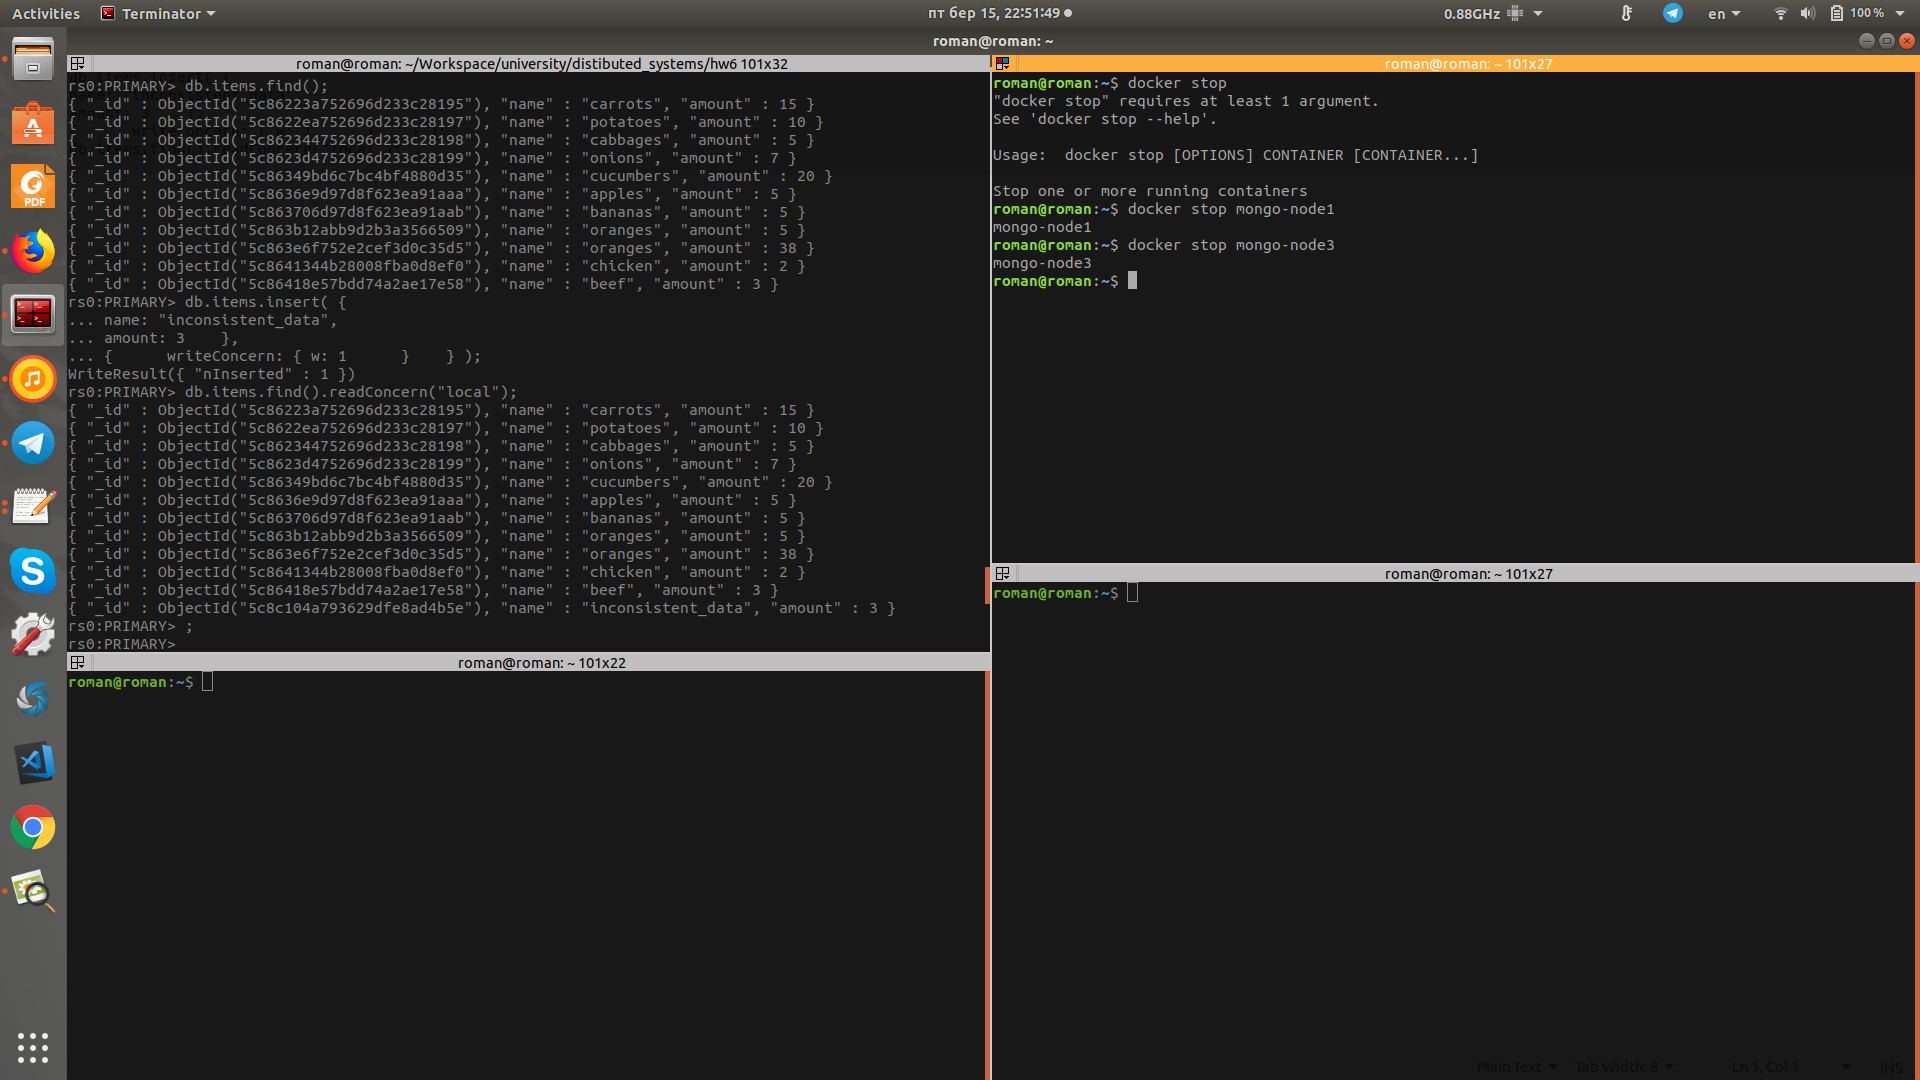 Activities
Terminator
пт бер 15, 22:51:49
0.88GHz
en
100 %
roman@roman: ~
roman@roman: ~/Workspace/university/distibuted_systems/hw6 101x32
rs0:PRIMARY> db.items.find();
{ "_id" : ObjectId("5c86223a752696d233c28195"), "name" : "carrots", "amount" : 15 }
{ "_id" : ObjectId("5c8622ea752696d233c28197"), "name" : "potatoes", "amount" : 10 }
{ "_id" : ObjectId("5c862344752696d233c28198"), "name" : "cabbages", "amount" : 5 }
{ "_id" : ObjectId("5c8623d4752696d233c28199"), "name" : "onions", "amount" : 7 }
{ "_id" : ObjectId("5c86349bd6c7bc4bf4880d35"), "name" : "cucumbers", "amount" : 20 }
{ "_id" : ObjectId("5c8636e9d97d8f623ea91aaa"), "name" : "apples", "amount" : 5 }
{ "_id" : ObjectId("5c863706d97d8f623ea91aab"), "name" : "bananas", "amount" : 5 }
{ "_id" : ObjectId("5c863b12abb9d2b3a3566509"), "name" : "oranges", "amount" : 5 }
{ "_id" : ObjectId("5c863e6f752e2cef3d0c35d5"), "name" : "oranges", "amount" : 38 }
{ "_id" : ObjectId("5c8641344b28008fba0d8ef0"), "name" : "chicken", "amount" : 2 }
{ "_id" : ObjectId("5c86418e57bdd74a2ae17e58"), "name" : "beef", "amount" : 3 }
rs0:PRIMARY> db.items.insert( {
... name: "inconsistent_data",
... amount: 3    },
... {      writeConcern: { w: 1      }    } );
WriteResult({ "nInserted" : 1 })
rs0:PRIMARY> db.items.find().readConcern("local");
{ "_id" : ObjectId("5c86223a752696d233c28195"), "name" : "carrots", "amount" : 15 }
{ "_id" : ObjectId("5c8622ea752696d233c28197"), "name" : "potatoes", "amount" : 10 }
{ "_id" : ObjectId("5c862344752696d233c28198"), "name" : "cabbages", "amount" : 5 }
{ "_id" : ObjectId("5c8623d4752696d233c28199"), "name" : "onions", "amount" : 7 }
{ "_id" : ObjectId("5c86349bd6c7bc4bf4880d35"), "name" : "cucumbers", "amount" : 20 }
{ "_id" : ObjectId("5c8636e9d97d8f623ea91aaa"), "name" : "apples", "amount" : 5 }
{ "_id" : ObjectId("5c863706d97d8f623ea91aab"), "name" : "bananas", "amount" : 5 }
{ "_id" : ObjectId("5c863b12abb9d2b3a3566509"), "name" : "oranges", "amount" : 5 }
{ "_id" : ObjectId("5c863e6f752e2cef3d0c35d5"), "name" : "oranges", "amount" : 38 }
{ "_id" : ObjectId("5c8641344b28008fba0d8ef0"), "name" : "chicken", "amount" : 2 }
{ "_id" : ObjectId("5c86418e57bdd74a2ae17e58"), "name" : "beef", "amount" : 3 }
{ "_id" : ObjectId("5c8c104a793629dfe8ad4b5e"), "name" : "inconsistent_data", "amount" : 3 }
rs0:PRIMARY> ;
rs0:PRIMARY>
roman@roman: ~ 101x22
roman@roman:~$
roman@roman: ~ 101x27
roman@roman:~$ docker stop
"docker stop" requires at least 1 argument.
See 'docker stop --help'.
Usage:  docker stop [OPTIONS] CONTAINER [CONTAINER...]
Stop one or more running containers
roman@roman:~$ docker stop mongo-node1
mongo-node1
roman@roman:~$ docker stop mongo-node3
mongo-node3
roman@roman:~$
roman@roman: ~ 101x27
roman@roman:~$
Plain Text
Tab Width: 8
Ln 1, Col 1
INS
PDF